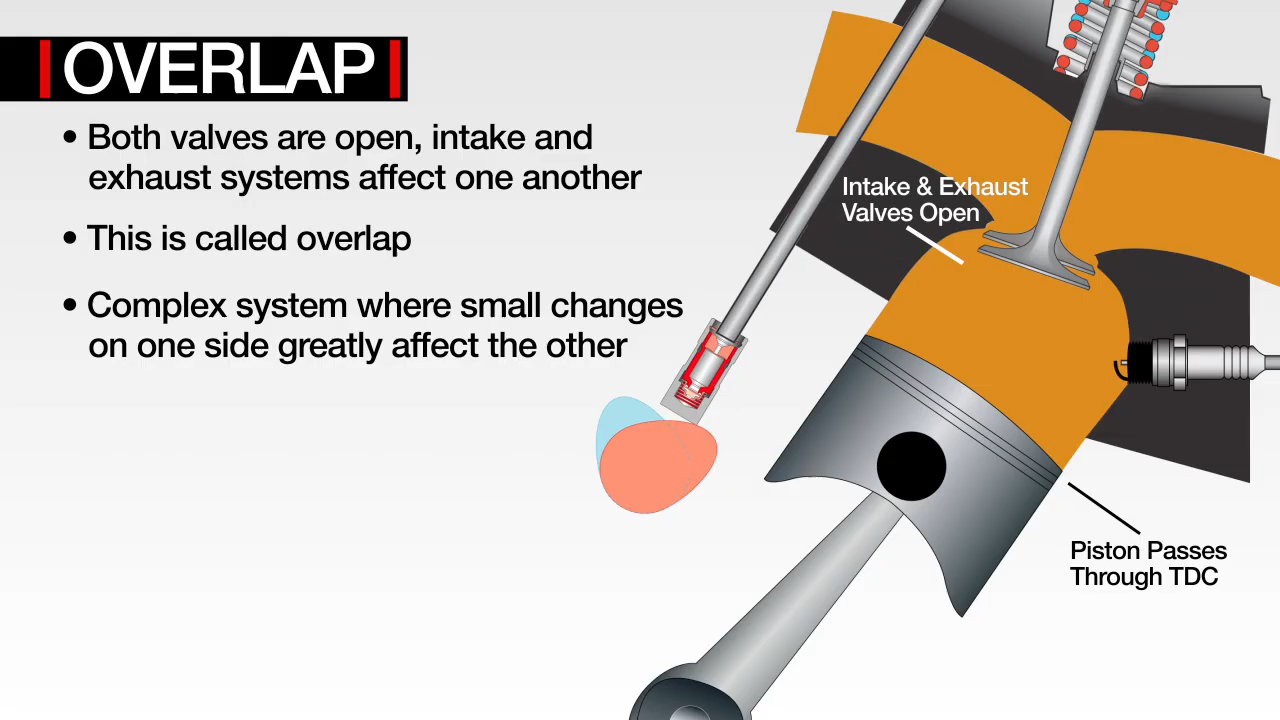 OVERLAP
• Both valves are open, intake and
exhaust systems affect one another
• This is called overlap
• Complex system where small changes
on one side greatly affect the other
Intake & Exhaust
Valves Open
Piston Passes
Through TDC